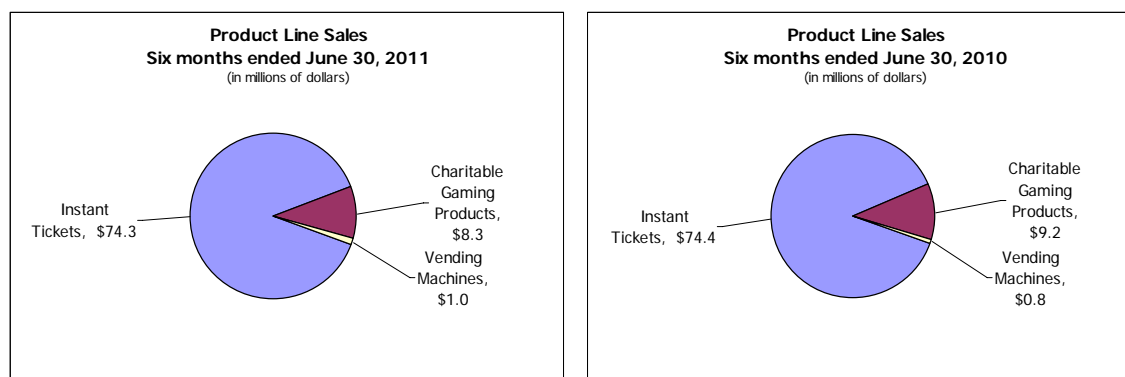 Product Line Sales
Six months ended June 30, 2011
(in millions of dollars)
Instant
Tickets, $74.3
Charitable
Gaming
Products,
$8.3
Vending
Machines,
$1.0
Product Line Sales
Six months ended June 30, 2010
(in millions of dollars)
Instant
Tickets, $74.4
Charitable
Gaming
Products,
$9.2
Vending
Machines,
$0.8